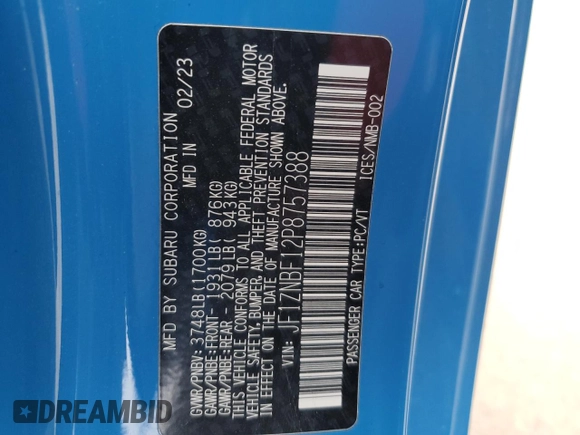 MFD BY SUBARU CORPORATION 02/23
MFD IN
GVWR/PNBV: 3748LB(1700KG)
GAWR/PNBE:FRONT- 1931LB( 876KG)
GAWR/PNBE:REAR - 2079LB( 943KG)
THIS VEHICLE CONFORMS TO ALL APPLICABLE FEDERAL MOTOR
VEHICLE SAFETY, BUMPER, AND THEFT PREVENTION STANDARDS
IN EFFECT ON THE DATE OF MANUFACTURE SHOWN ABOVE.
VIN: JF1ZNBF12P8757388
PASSENGER CAR TYPE:PC/VT ICES/NMB-002
DREAMBID
dreambid.com